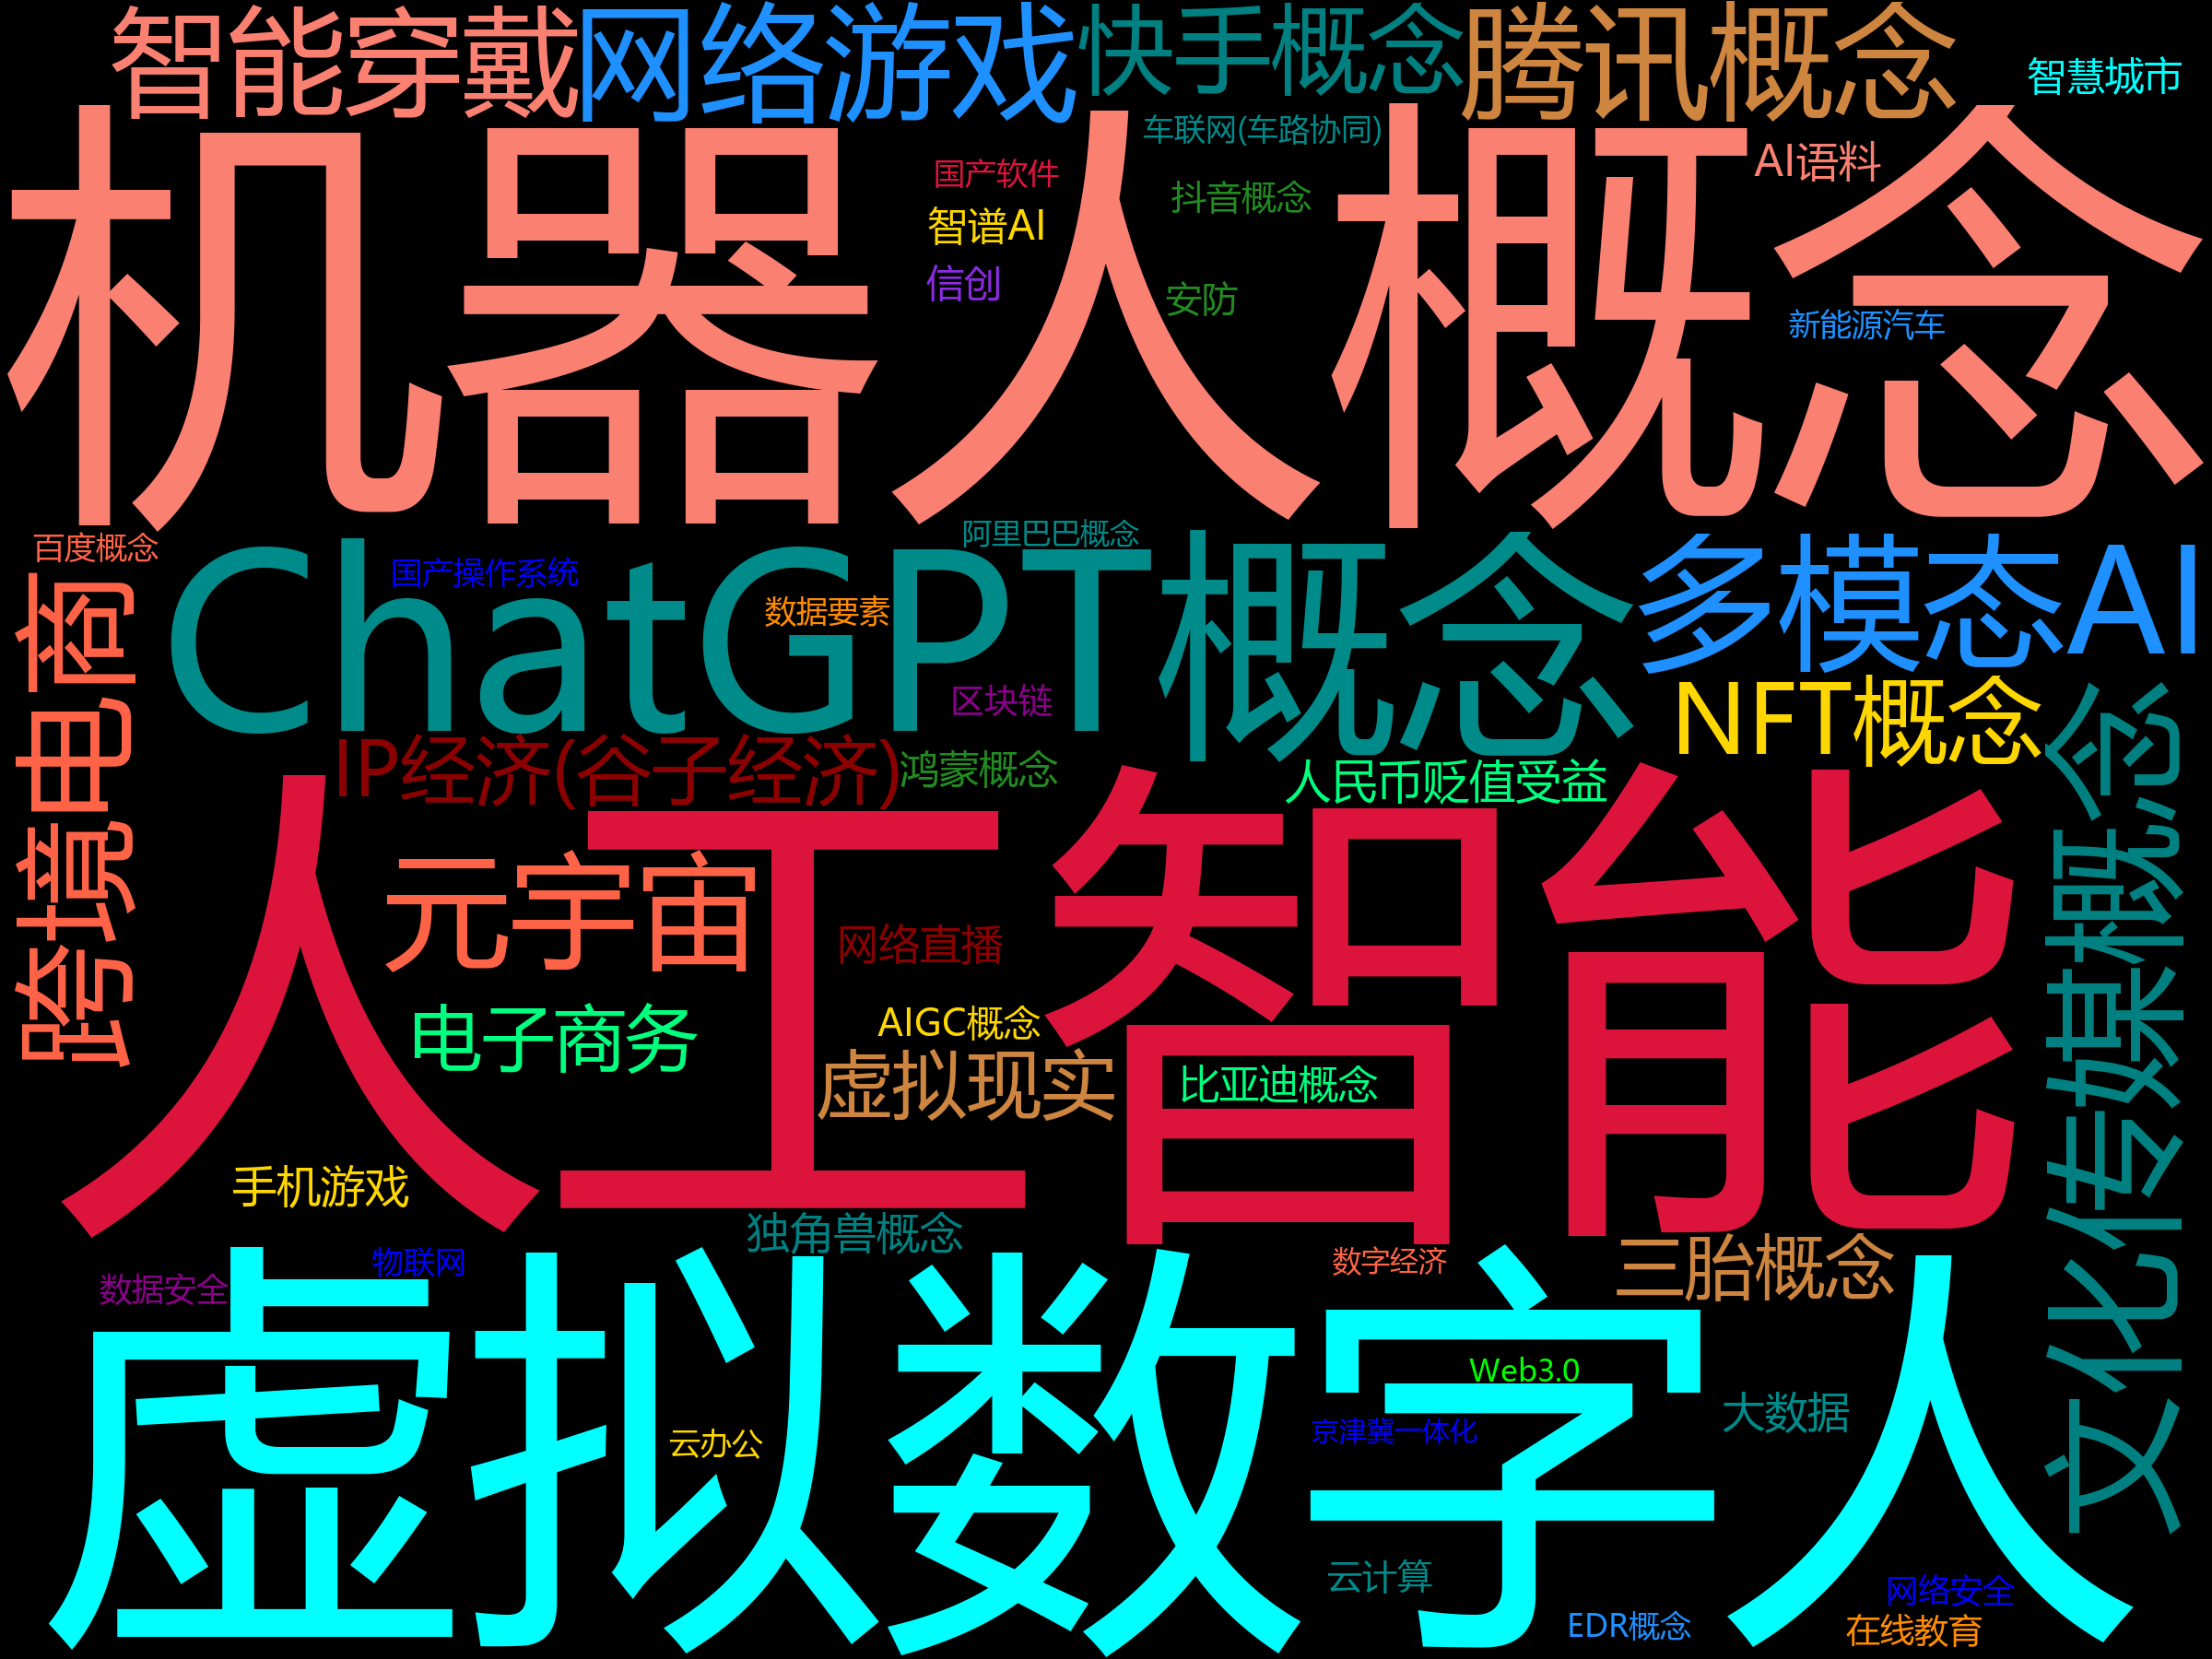 智能穿戴
网络游戏
快手概念
腾讯概念
智慧城市
机器人概念
车联网(车路协同)
国产软件
AI语料
抖音概念
智谱AI
信创
安防
新能源汽车
百度概念
阿里巴巴概念
ChatGPT概念
国产操作系统
多模态AI
数据要素
区块链
NFT概念
跨境电商
IP经济(谷子经济)
鸿蒙概念
人民币贬值受益
文化传媒概念
人工智能
元宇宙
网络直播
电子商务
AIGC概念
虚拟现实
比亚迪概念
手机游戏
独角兽概念
三胎概念
物联网
数字经济
数据安全
虚拟数字人
Web3.0
大数据
京津冀一体化
云办公
云计算
网络安全
EDR概念
在线教育